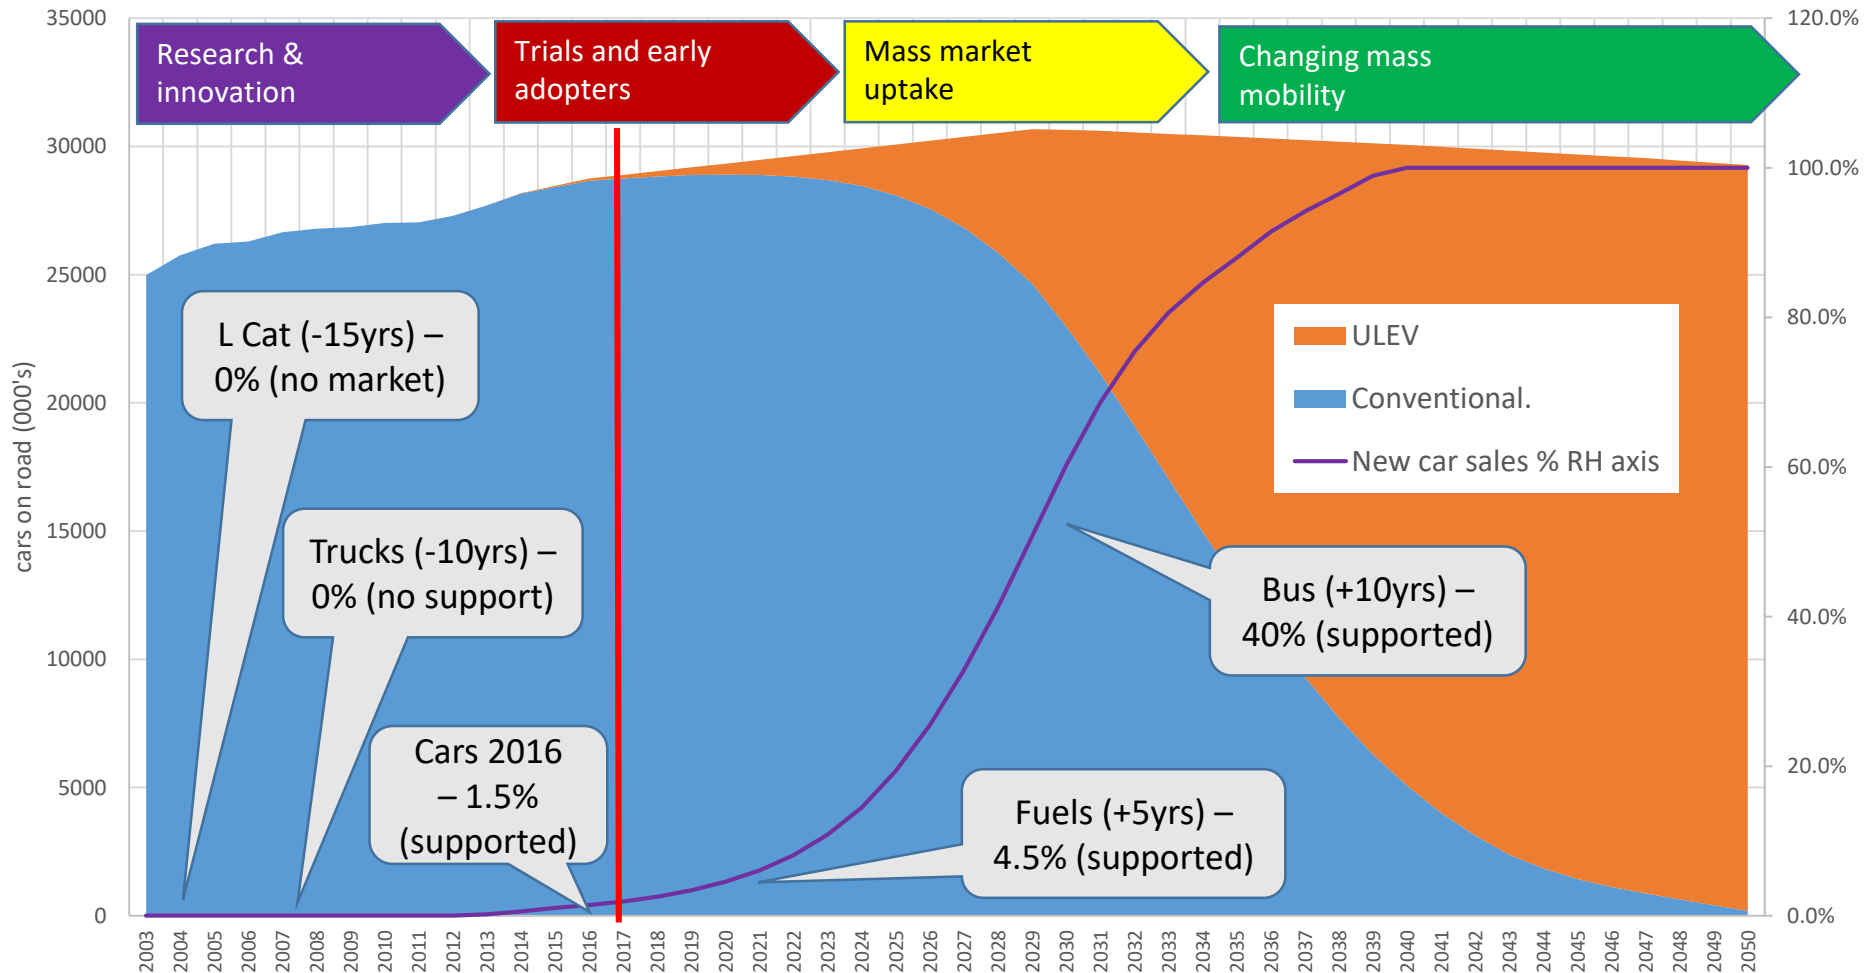 Research &
innovation
Trials and early
adopters
Mass market
uptake
Changing mass
mobility
35000
30000
25000
20000
15000
10000
5000
0
cars on road (000's)
120.0%
100.0%
80.0%
60.0%
40.0%
20.0%
0.0%
L Cat (-15yrs) –
0% (no market)
Trucks (-10yrs) –
0% (no support)
Cars 2016
– 1.5%
(supported)
Fuels (+5yrs) –
4.5% (supported)
Bus (+10yrs) –
40% (supported)
ULEV
Conventional.
New car sales % RH axis
2003
2004
2005
2006
2007
2008
2009
2010
2011
2012
2013
2014
2015
2016
2017
2018
2019
2020
2021
2022
2023
2024
2025
2026
2027
2028
2029
2030
2031
2032
2033
2034
2035
2036
2037
2038
2039
2040
2041
2042
2043
2044
2045
2046
2047
2048
2049
2050